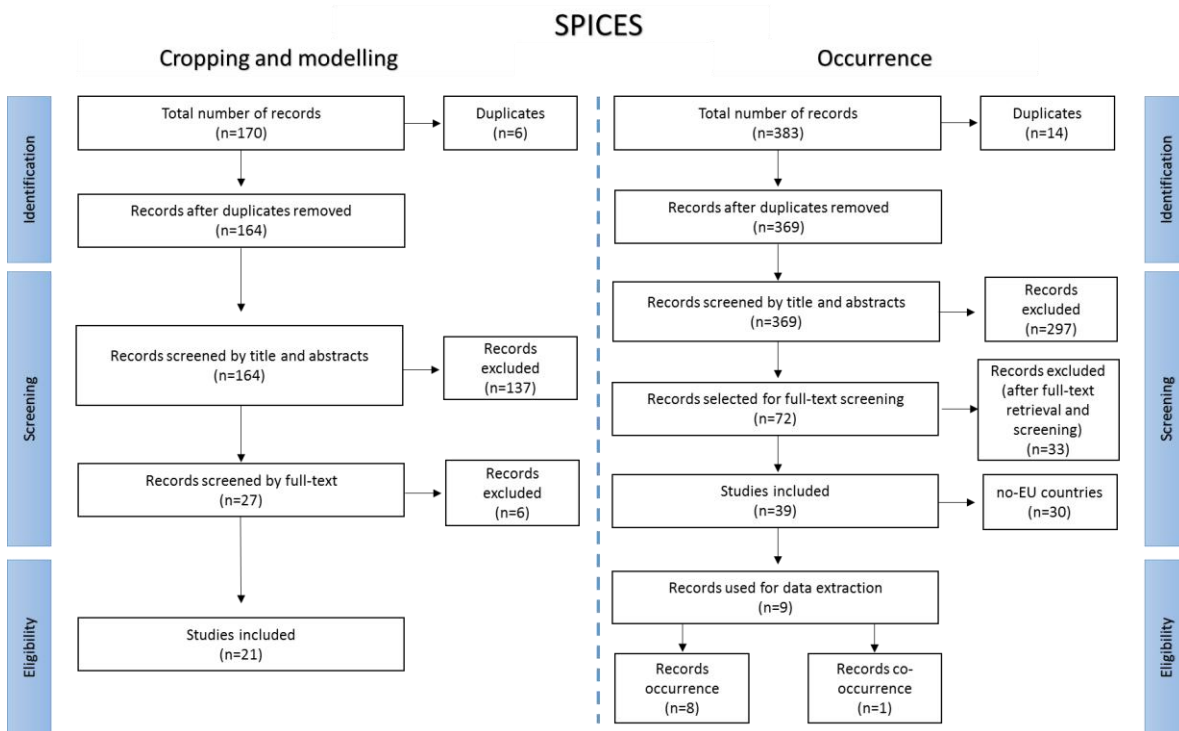 SPICES
Cropping and modelling
Identification
Total number of records
(n=170)
Duplicates
(n=6)
Records after duplicates removed
(n=164)
Screening
Records screened by title and abstracts
(n=164)
Records
excluded
(n=137)
Records screened by full-text
(n=27)
Records
excluded
(n=6)
Eligibility
Studies included
(n=21)
Occurrence
Total number of records
(n=383)
Duplicates
(n=14)
Identification
Records after duplicates removed
(n=369)
Records screened by title and abstracts
(n=369)
Records
excluded
(n=297)
Screening
Records selected for full-text screening
(n=72)
Records excluded
(after full-text
retrieval and
screening)
(n=33)
Studies included
(n=39)
no-EU countries
(n=30)
Records used for data extraction
(n=9)
Eligibility
Records
occurrence
(n=8)
Records co-
occurrence
(n=1)